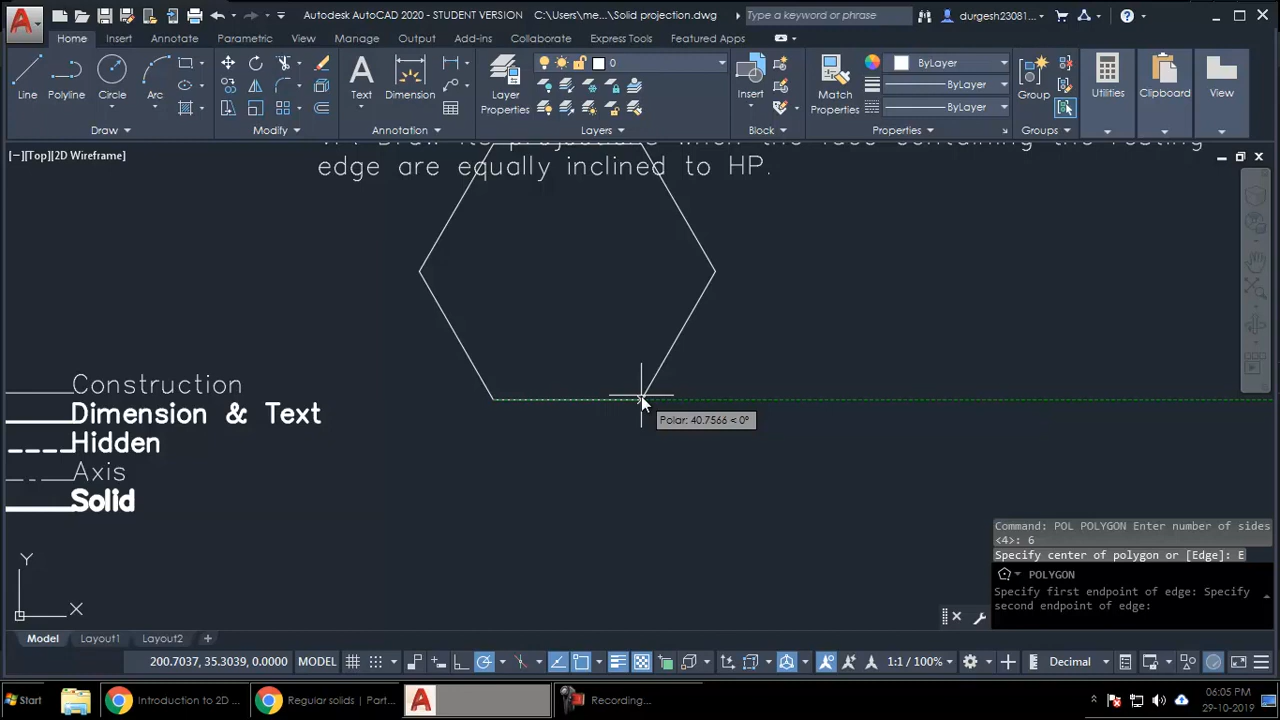 Autodesk AutoCAD 2020 - STUDENT VERSION C:\Users\me...\Solid projection.dwg Type a keyword or phrase durgesh23081...
Home Insert Annotate Parametric View Manage Output Add-ins Collaborate Express Tools Featured Apps
0 ByLayer
ByLayer
Line Polyline Circle Arc Text Dimension Layer Properties Insert Match Properties ByLayer Group Utilities Clipboard View
Draw Modify Annotation Layers Block Properties Groups
[−][Top][2D Wireframe]
edge are equally inclined to HP.
Construction
Dimension & Text
Polar: 40.7566 < 0°
Hidden
Axis
Solid
Command: POL POLYGON Enter number of sides
<4>: 6
Specify center of polygon or [Edge]: E
POLYGON
Specify first endpoint of edge: Specify
second endpoint of edge:
Y
X
Model Layout1 Layout2 +
200.7037, 35.3039, 0.0000 MODEL 1:1 / 100% Decimal
Start Introduction to 2D ... Regular solids | Part... Recording... 06:05 PM
29-10-2019